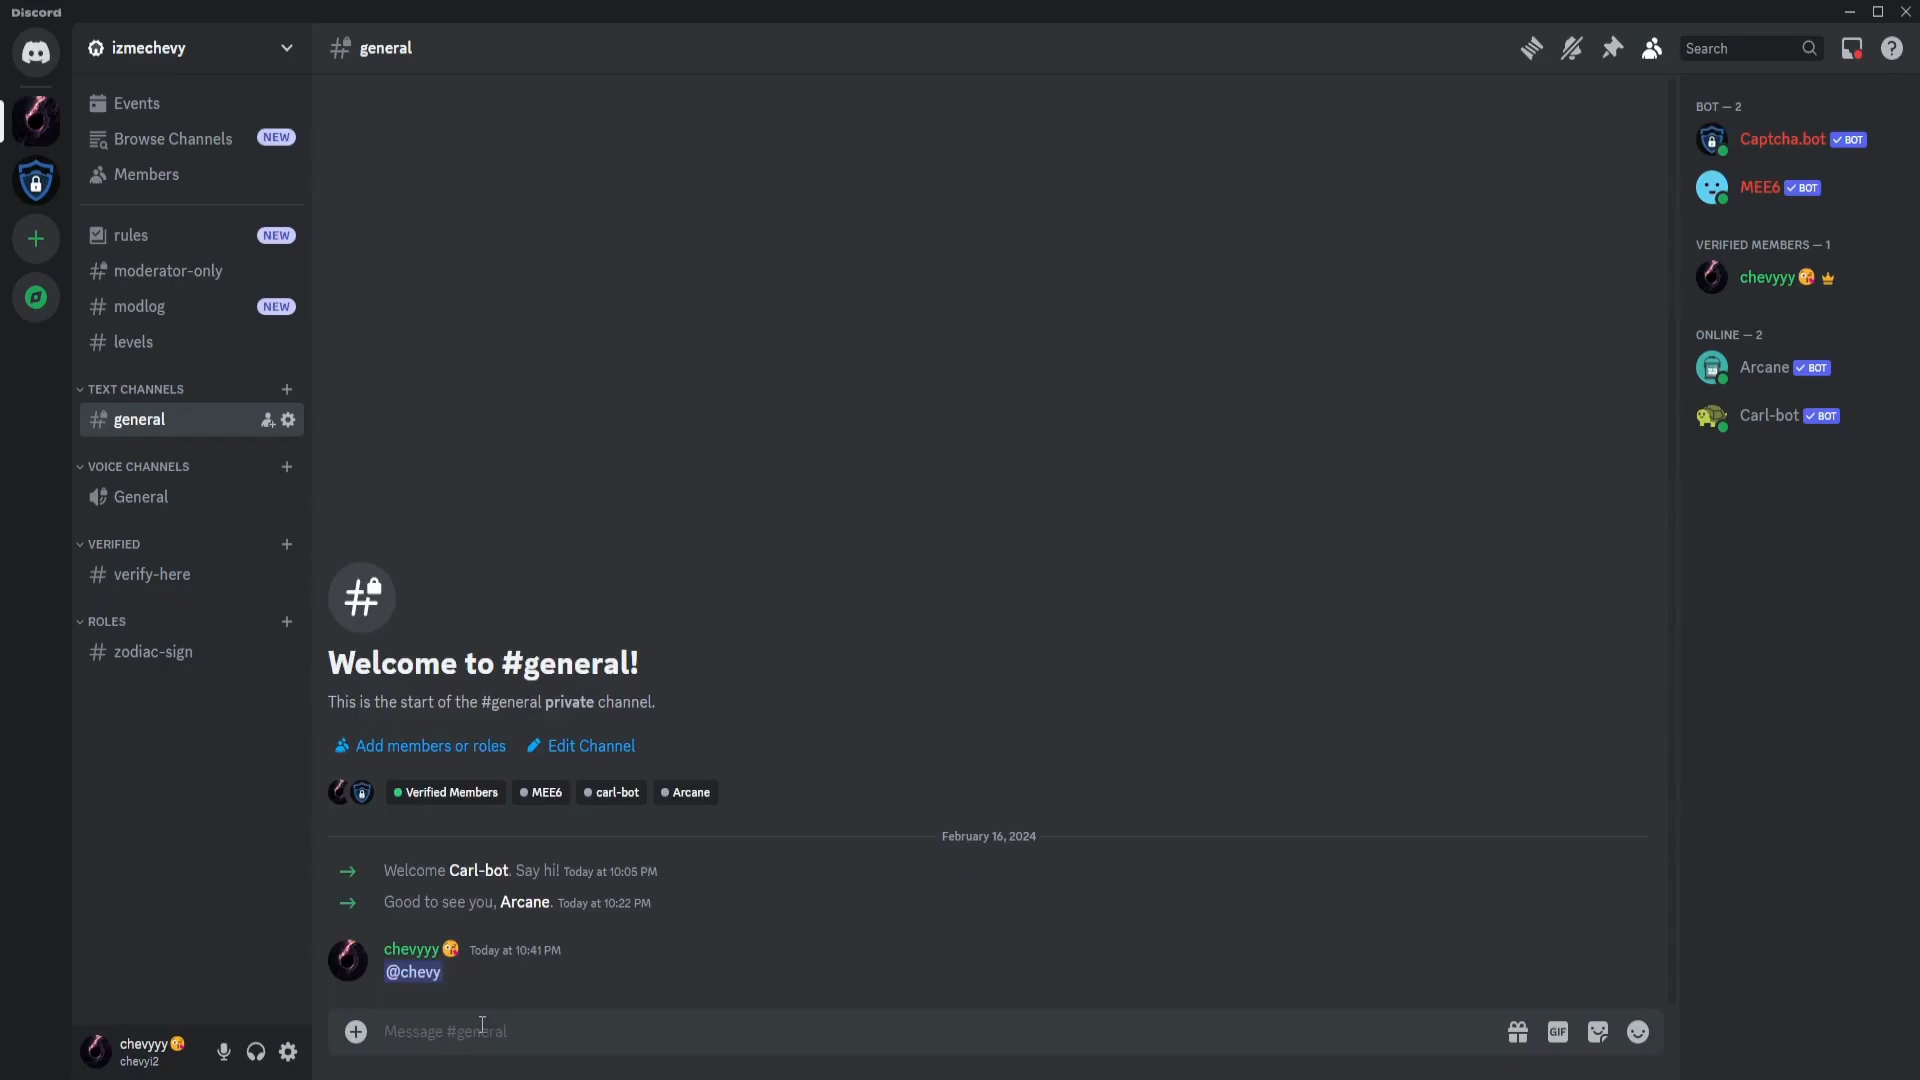 Discord
izmechevy
Events
Browse Channels NEW
Members
rules NEW
moderator-only
modlog NEW
levels
TEXT CHANNELS
general
VOICE CHANNELS
General
VERIFIED
verify-here
ROLES
zodiac-sign
chevyyy
chevyi2
general
Search
Welcome to #general!
This is the start of the #general private channel.
Add members or roles Edit Channel
Verified Members MEE6 carl-bot Arcane
February 16, 2024
Welcome Carl-bot. Say hi! Today at 10:05 PM
Good to see you, Arcane. Today at 10:22 PM
chevyyy Today at 10:41 PM
@chevy
Message #general
GIF
BOT — 2
Captcha.bot BOT
MEE6 BOT
VERIFIED MEMBERS — 1
chevyyy
ONLINE — 2
Arcane BOT
Carl-bot BOT